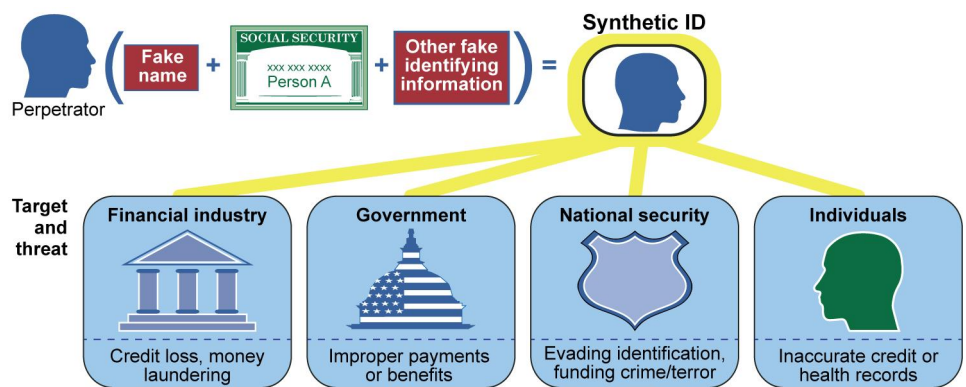 Synthetic ID
Perpetrator
(
Fake
name
+
SOCIAL SECURITY
xxx xxx xxxx
Person A
+
Other fake
identifying
information
)
=
Target
and
threat
Financial industry
Credit loss, money
laundering
Government
Improper payments
or benefits
National security
Evading identification,
funding crime/terror
Individuals
Inaccurate credit or
health records